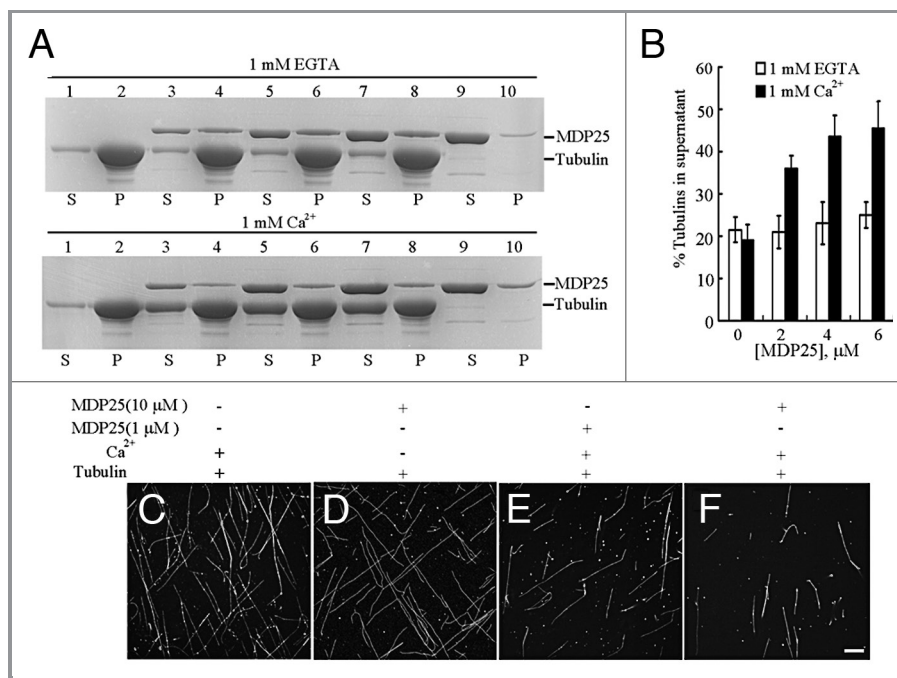 A
1 mM EGTA
1 2 3 4 5 6 7 8 9 10
MDP25
Tubulin
S P S P S P S P S P
1 mM Ca²⁺
1 2 3 4 5 6 7 8 9 10
MDP25
Tubulin
S P S P S P S P S P
B
1 mM EGTA
1 mM Ca²⁺
% Tubulins in supernatant
60
50
40
30
20
10
0
0 2 4 6
[MDP25], μM
MDP25(10 μM ) - + - +
MDP25(1 μM ) - - + -
Ca²⁺ + - + +
Tubulin + + + +
C D E F